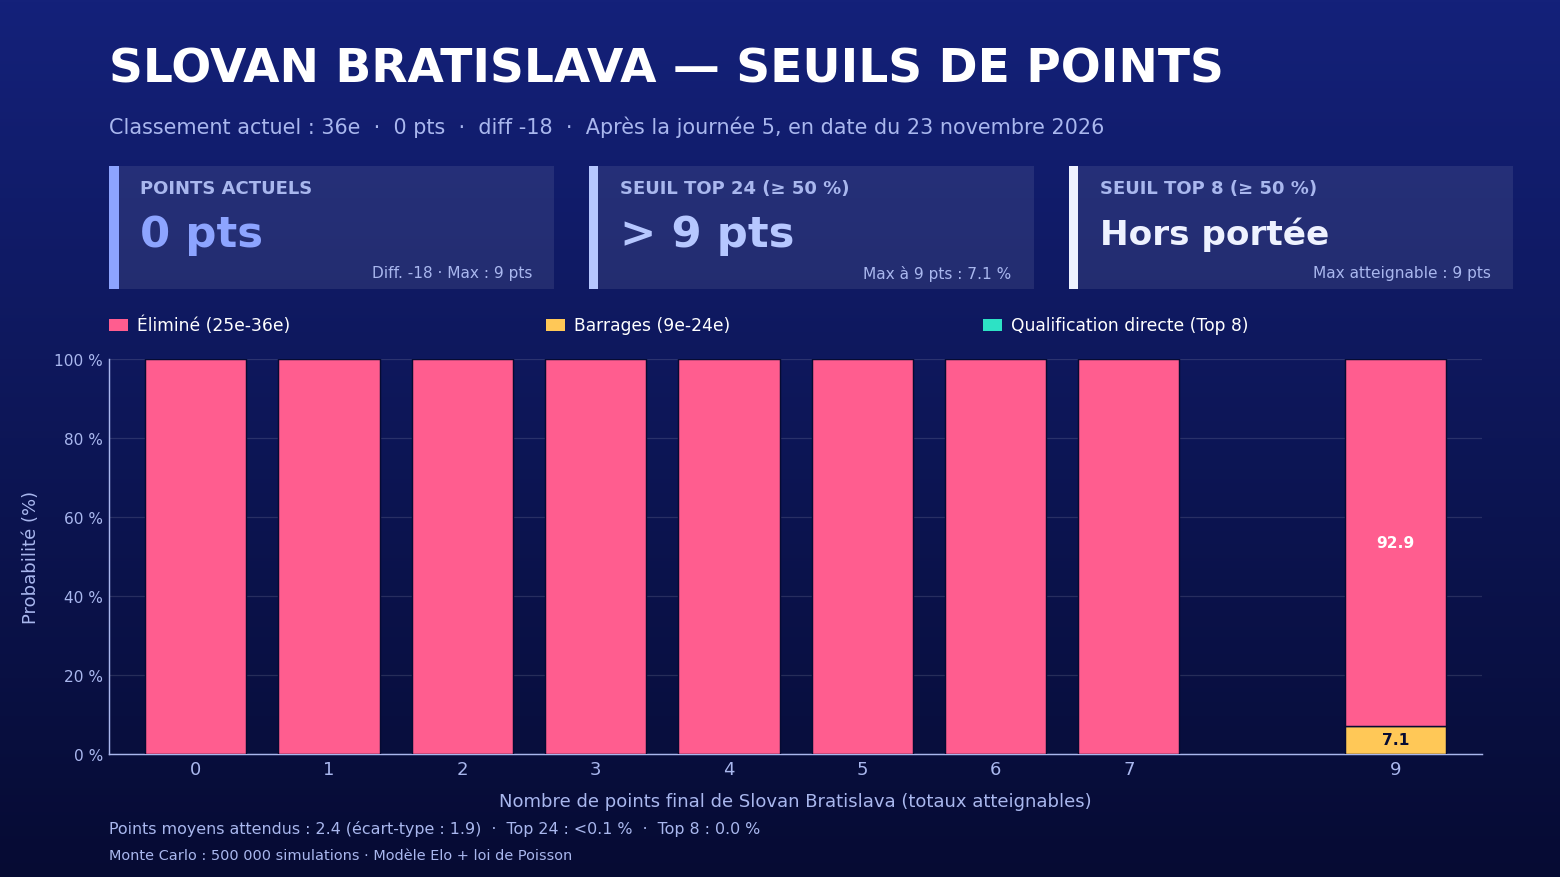 SLOVAN BRATISLAVA — SEUILS DE POINTS
Classement actuel : 36e · 0 pts · diff -18 · Après la journée 5, en date du 23 novembre 2026
POINTS ACTUELS
0 pts
Diff. -18 · Max : 9 pts
SEUIL TOP 24 (≥ 50 %)
> 9 pts
Max à 9 pts : 7.1 %
SEUIL TOP 8 (≥ 50 %)
Hors portée
Max atteignable : 9 pts
Éliminé (25e-36e)
Barrages (9e-24e)
Qualification directe (Top 8)
Probabilité (%)
100 %
80 %
60 %
40 %
20 %
0 %
92.9
7.1
0 1 2 3 4 5 6 7 9
Nombre de points final de Slovan Bratislava (totaux atteignables)
Points moyens attendus : 2.4 (écart-type : 1.9) · Top 24 : <0.1 % · Top 8 : 0.0 %
Monte Carlo : 500 000 simulations · Modèle Elo + loi de Poisson